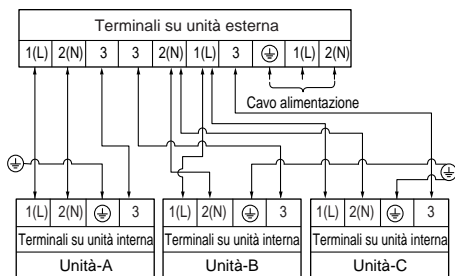 Terminali su unità esterna
1(L) 2(N) 3 3 2(N) 1(L) 3 1(L) 2(N)
Cavo alimentazione
1(L) 2(N) 3 1(L) 2(N) 3 1(L) 2(N) 3
Terminali su unità interna Terminali su unità interna Terminali su unità interna
Unità-A Unità-B Unità-C